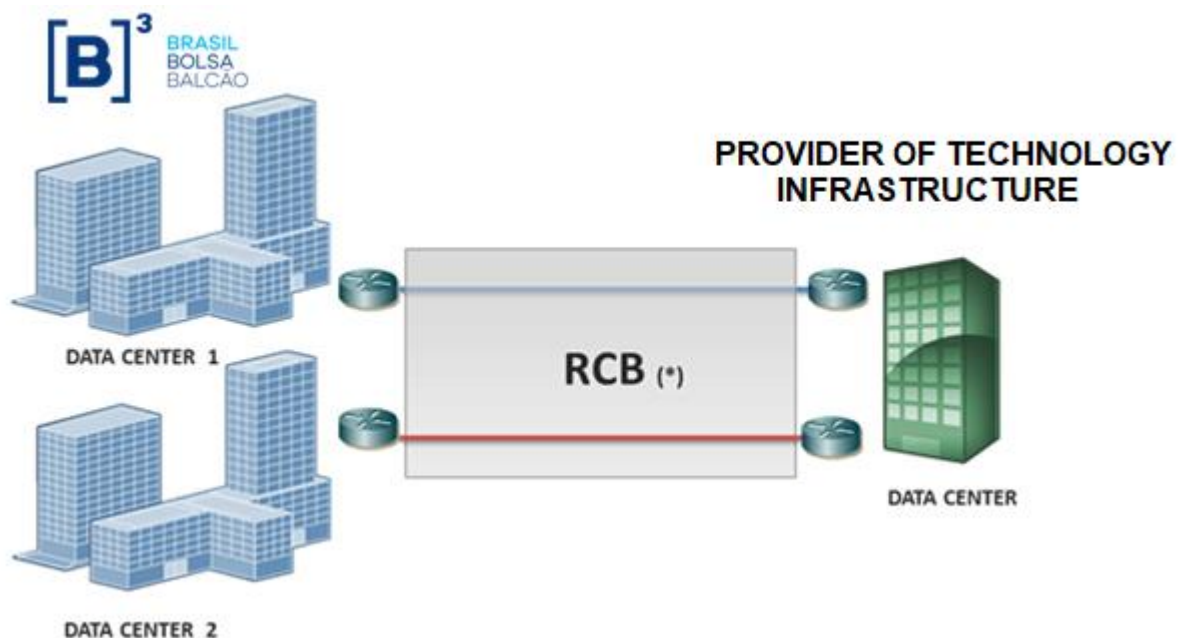 [B]³
BRASIL
BOLSA
BALCÃO
PROVIDER OF TECHNOLOGY
INFRASTRUCTURE
DATA CENTER 1
RCB (*)
DATA CENTER
DATA CENTER 2